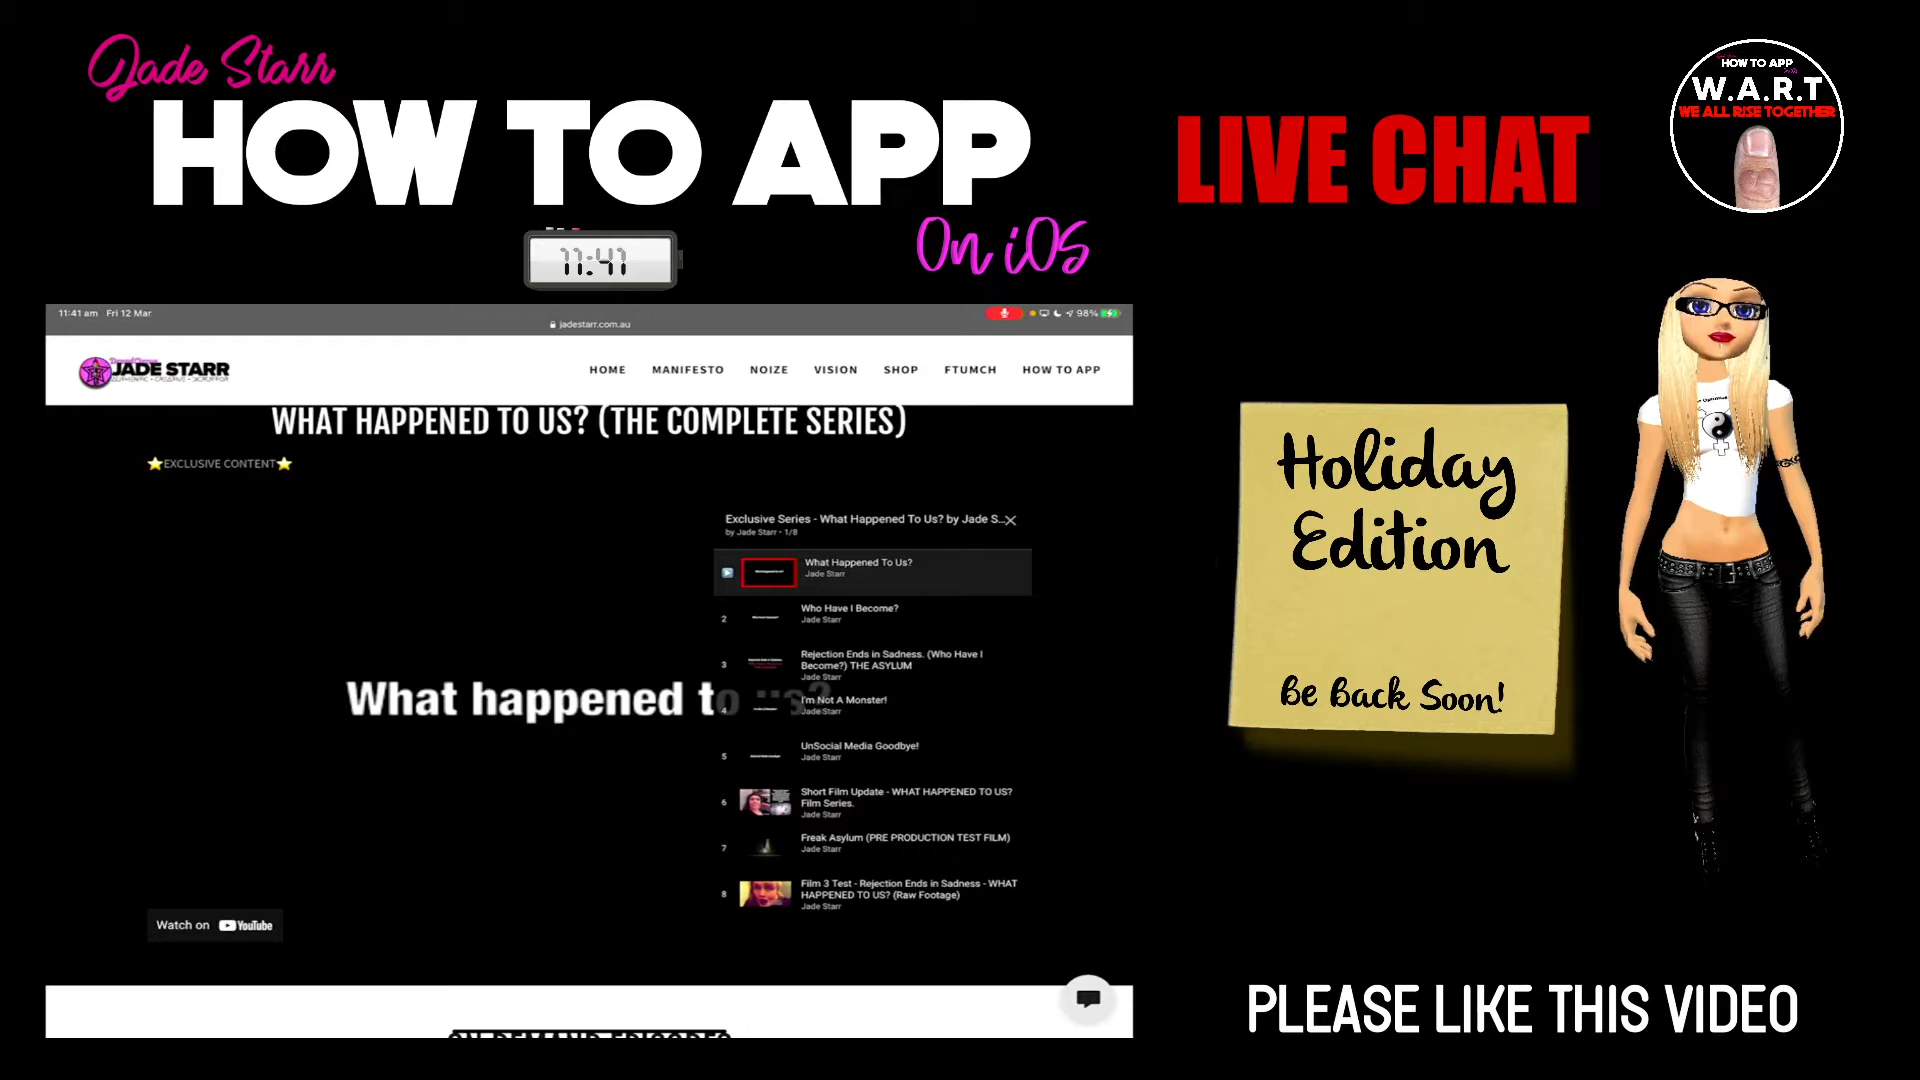 Jade Starr
HOW TO APP
On iOS
LIVE CHAT
HOW TO APP
W.A.R.T
WE ALL RISE TOGETHER
11:41
11:41 am Fri 12 Mar
jadestarr.com.au
98%
JADE STARR
HOME MANIFESTO NOIZE VISION SHOP FTUMCH HOW TO APP
WHAT HAPPENED TO US? (THE COMPLETE SERIES)
⭐EXCLUSIVE CONTENT⭐
Exclusive Series - What Happened To Us? by Jade S...
by Jade Starr • 1/8
What Happened To Us?
Jade Starr
2 Who Have I Become?
Jade Starr
3 Rejection Ends in Sadness. (Who Have I
Become?) THE ASYLUM
Jade Starr
What happened to us?
4 I'm Not A Monster!
Jade Starr
5 UnSocial Media Goodbye!
Jade Starr
6 Short Film Update - WHAT HAPPENED TO US?
Film Series.
Jade Starr
7 Freak Asylum (PRE PRODUCTION TEST FILM)
Jade Starr
8 Film 3 Test - Rejection Ends in Sadness - WHAT
HAPPENED TO US? (Raw Footage)
Jade Starr
Watch on YouTube
ON DEMAND EPISODES
Holiday
Edition
Be Back Soon!
PLEASE LIKE THIS VIDEO